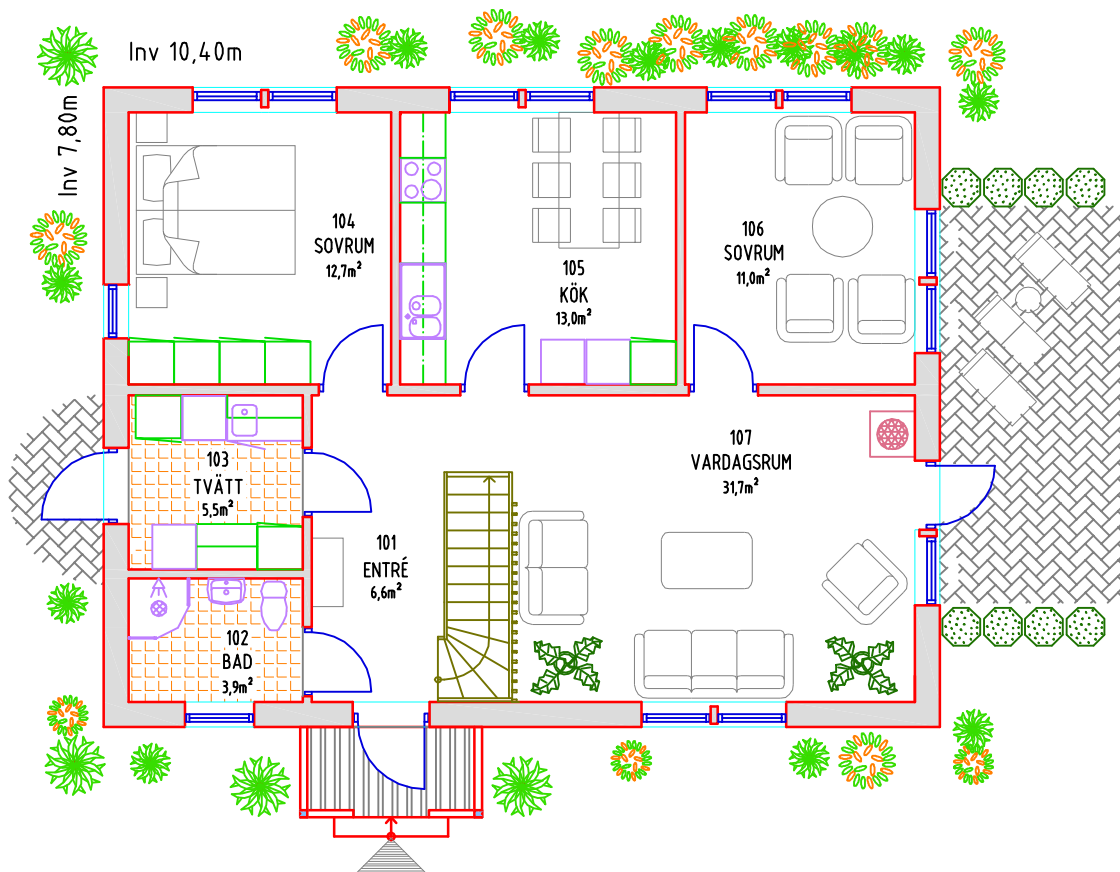 Inv 10,40m
Inv 7,80m
104
SOVRUM
12,7m²
105
KÖK
13,0m²
106
SOVRUM
11,0m²
103
TVÄTT
5,5m²
107
VARDAGSRUM
31,7m²
101
ENTRÉ
6,6m²
102
BAD
3,9m²